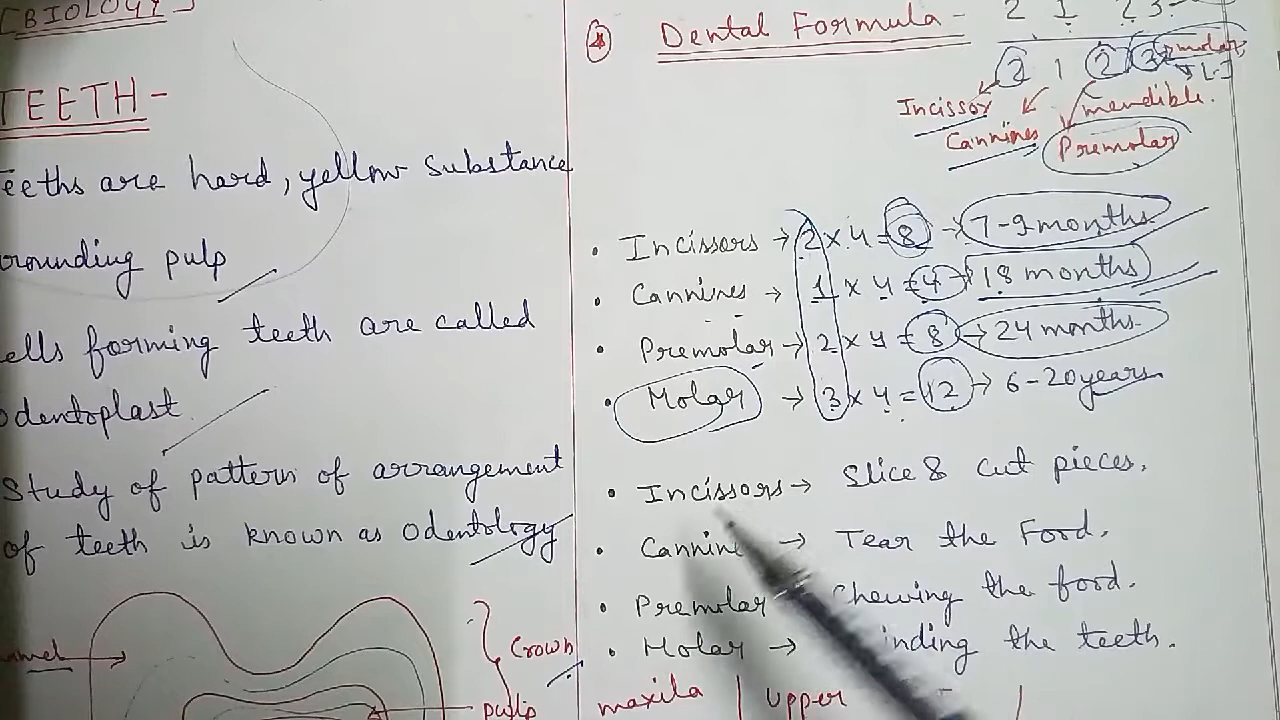 [BIOLOGY]
TEETH-
eeths are hard, yellow substance
rounding pulp
ells forming teeth are called
odentoplast.
Study of pattern of arrangement
of teeth is known as Odentology
Crown
pulp
Dental Formula -
2 1 2 3
2 1 2 3 molar
Incissor mendible.
Cannines Premolar
• Incissors → 2 × 4 = 8 → 7-9 months.
• Cannines → 1 × 4 = 4 → 18 months
• Premolar → 2 × 4 = 8 → 24 months.
• Molar → 3 × 4 = 12 → 6-20 years
• Incissors → Slice & cut pieces.
• Cannine → Tear the Food.
• Premolar Chewing the food.
• Molar → inding the teeth.
maxila | Upper